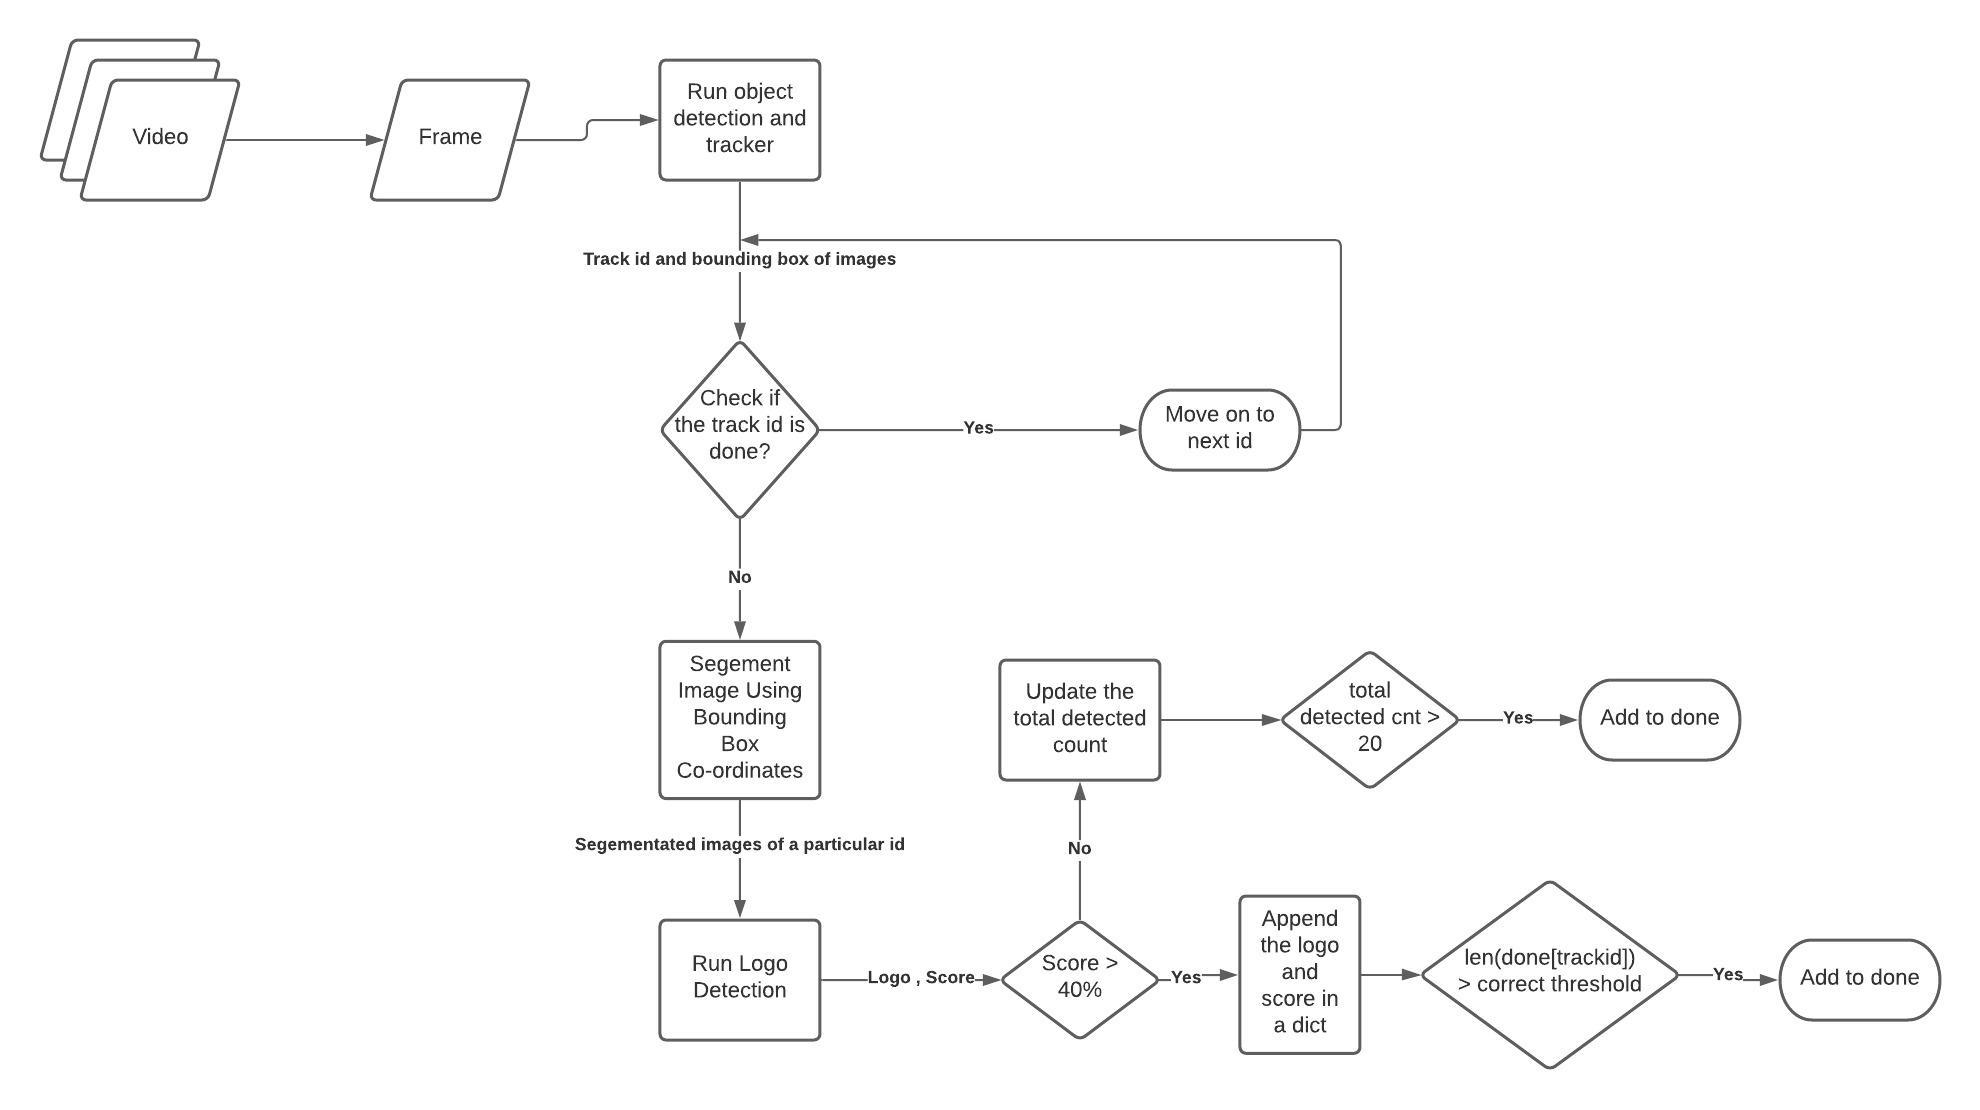 Video
Frame
Run object
detection and
tracker
Track id and bounding box of images
Check if
the track id is
done?
Yes
Move on to
next id
No
Segement
Image Using
Bounding
Box
Co-ordinates
Segementated images of a particular id
Run Logo
Detection
Logo , Score
Score >
40%
No
Update the
total detected
count
total
detected cnt >
20
Yes
Add to done
Yes
Append
the logo
and
score in
a dict
len(done[trackid])
> correct threshold
Yes
Add to done